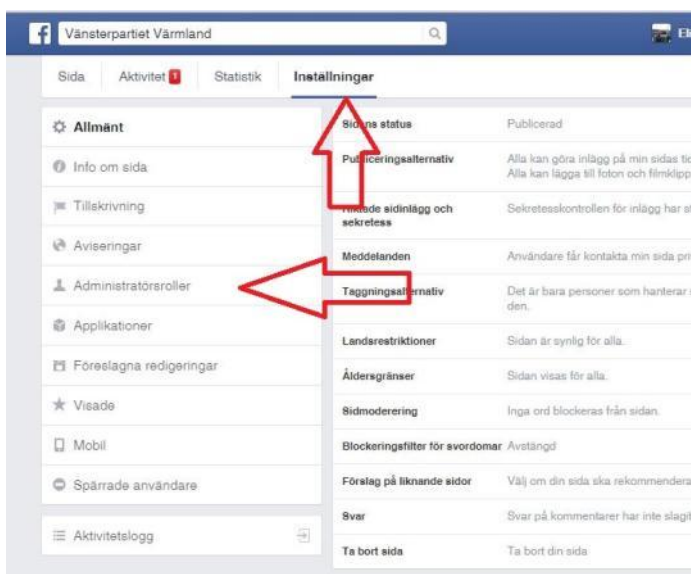 Vänsterpartiet Värmland
Sida Aktivitet 1 Statistik Inställningar
Allmänt
Info om sida
Tillskrivning
Aviseringar
Administratörsroller
Applikationer
Föreslagna redigeringar
Visade
Mobil
Spärrade användare
Aktivitetslogg
Sidans status Publicerad
Publiceringsalternativ Alla kan göra inlägg på min sidas
Alla kan lägga till foton och filmklipp
sidinlägg och
sekretess
Sekretesskontrollen för inlägg har
Meddelanden Användare får kontakta min sida
Taggningsalternativ Det är bara personer som hanterar
den.
Landsrestriktioner Sidan är synlig för alla.
Åldersgränser Sidan visas för alla.
Sidmoderering Inga ord blockeras från sidan.
Blockeringsfilter för svordomar Avstängd
Förslag på liknande sidor Välj om din sida ska rekommendera
Svar Svar på kommentarer har inte
Ta bort sida Ta bort din sida